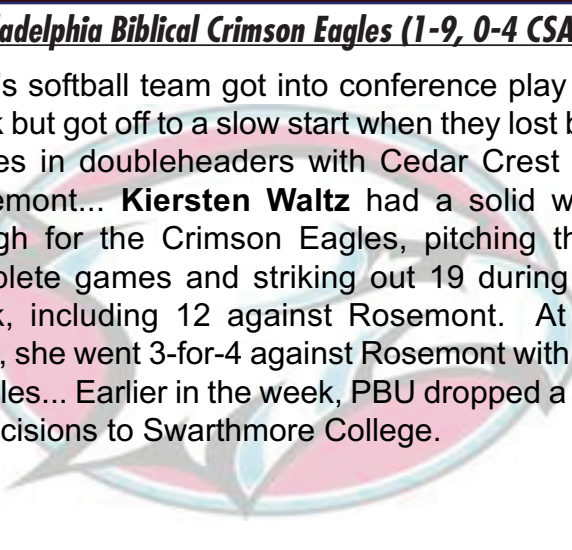 adelphia Biblical Crimson Eagles (1-9, 0-4 CSA
's softball team got into conference play
k but got off to a slow start when they lost b
es in doubleheaders with Cedar Crest
emont... Kiersten Waltz had a solid w
gh for the Crimson Eagles, pitching th
plete games and striking out 19 during
k, including 12 against Rosemont. At
, she went 3-for-4 against Rosemont with
les... Earlier in the week, PBU dropped a
cisions to Swarthmore College.